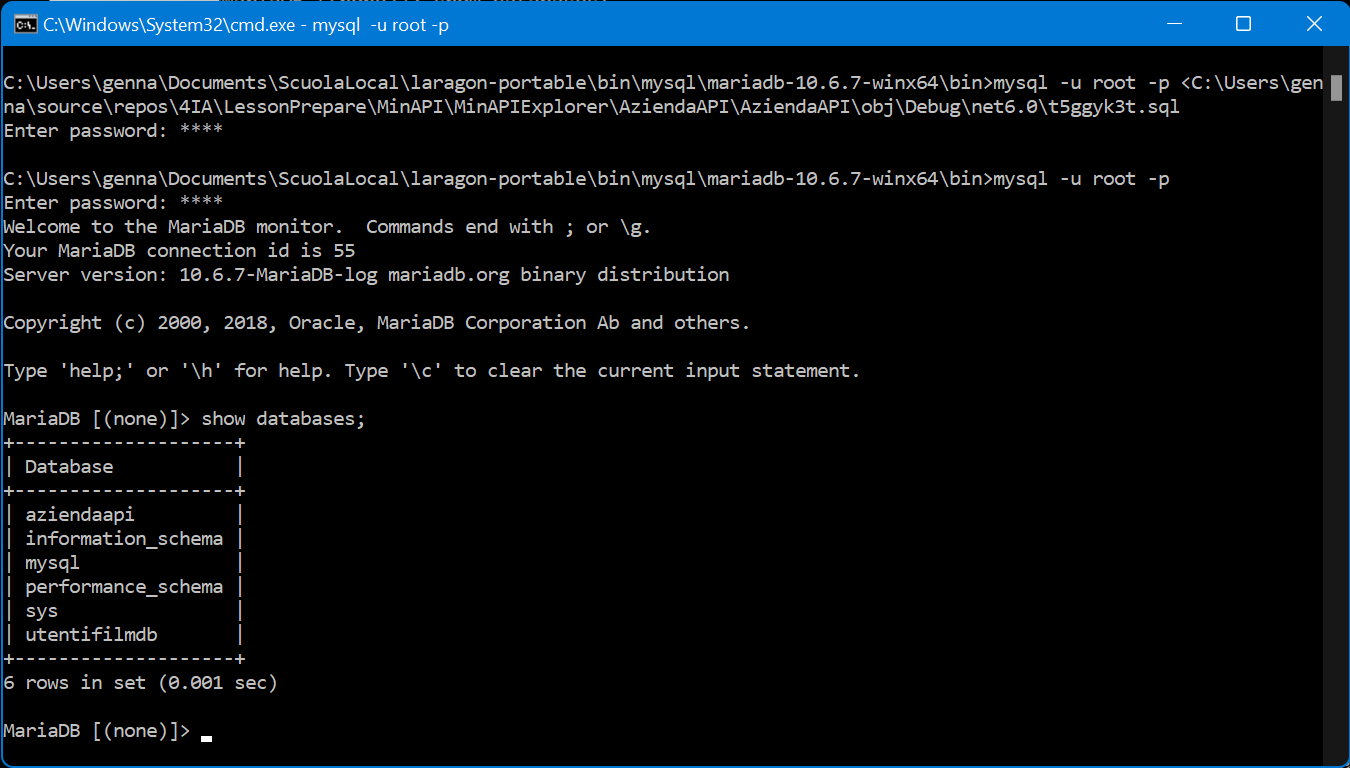 C:\Windows\System32\cmd.exe - mysql  -u root -p
C:\Users\genna\Documents\ScuolaLocal\laragon-portable\bin\mysql\mariadb-10.6.7-winx64\bin>mysql -u root -p <C:\Users\gen
na\source\repos\4IA\LessonPrepare\MinAPI\MinAPIExplorer\AziendaAPI\AziendaAPI\obj\Debug\net6.0\t5ggyk3t.sql
Enter password: ****
C:\Users\genna\Documents\ScuolaLocal\laragon-portable\bin\mysql\mariadb-10.6.7-winx64\bin>mysql -u root -p
Enter password: ****
Welcome to the MariaDB monitor.  Commands end with ; or \g.
Your MariaDB connection id is 55
Server version: 10.6.7-MariaDB-log mariadb.org binary distribution
Copyright (c) 2000, 2018, Oracle, MariaDB Corporation Ab and others.
Type 'help;' or '\h' for help. Type '\c' to clear the current input statement.
MariaDB [(none)]> show databases;
+--------------------+
| Database           |
+--------------------+
| aziendaapi         |
| information_schema |
| mysql              |
| performance_schema |
| sys                |
| utentifilmdb       |
+--------------------+
6 rows in set (0.001 sec)
MariaDB [(none)]>